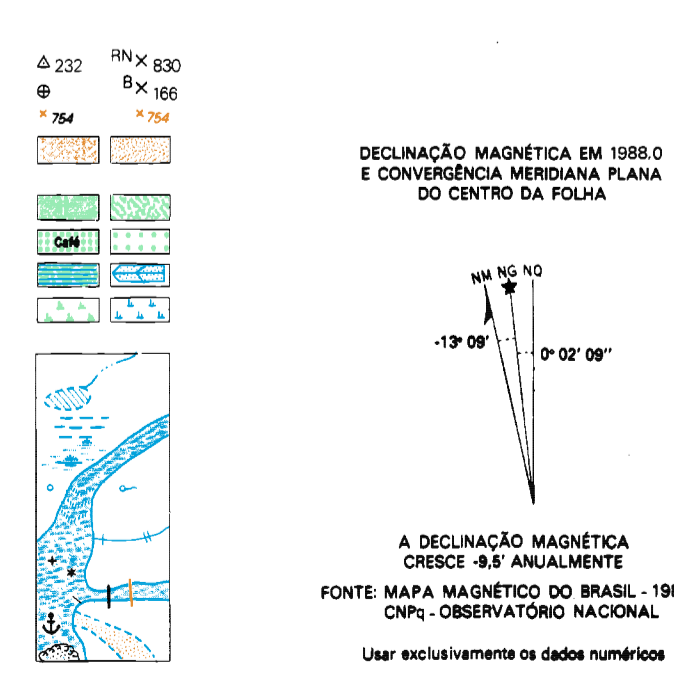 232 RN 830
B 166
754 754
DECLINAÇÃO MAGNÉTICA EM 1988.0
E CONVERGÊNCIA MERIDIANA PLANA
DO CENTRO DA FOLHA
Café
NM NG NQ
-13° 09'
0° 02' 09''
A DECLINAÇÃO MAGNÉTICA
CRESCE -9,5' ANUALMENTE
FONTE: MAPA MAGNÉTICO DO BRASIL - 19
CNPq - OBSERVATÓRIO NACIONAL
Usar exclusivamente os dados numéricos